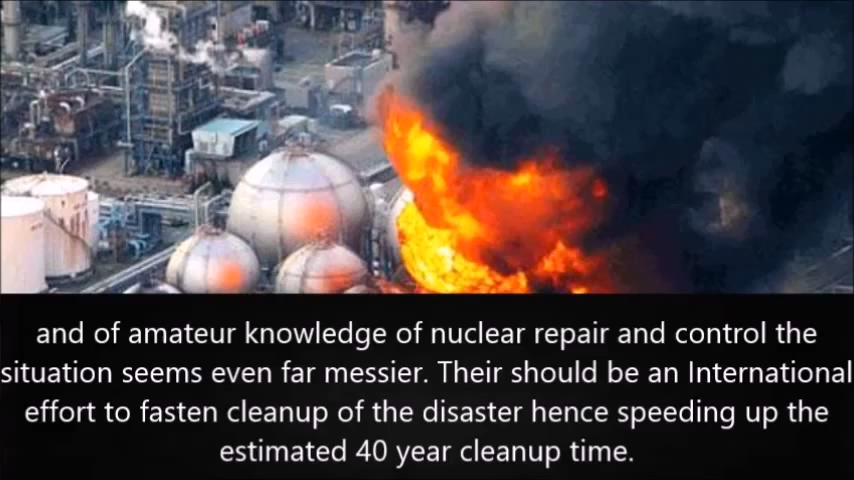 and of amateur knowledge of nuclear repair and control the
situation seems even far messier. Their should be an International
effort to fasten cleanup of the disaster hence speeding up the
estimated 40 year cleanup time.